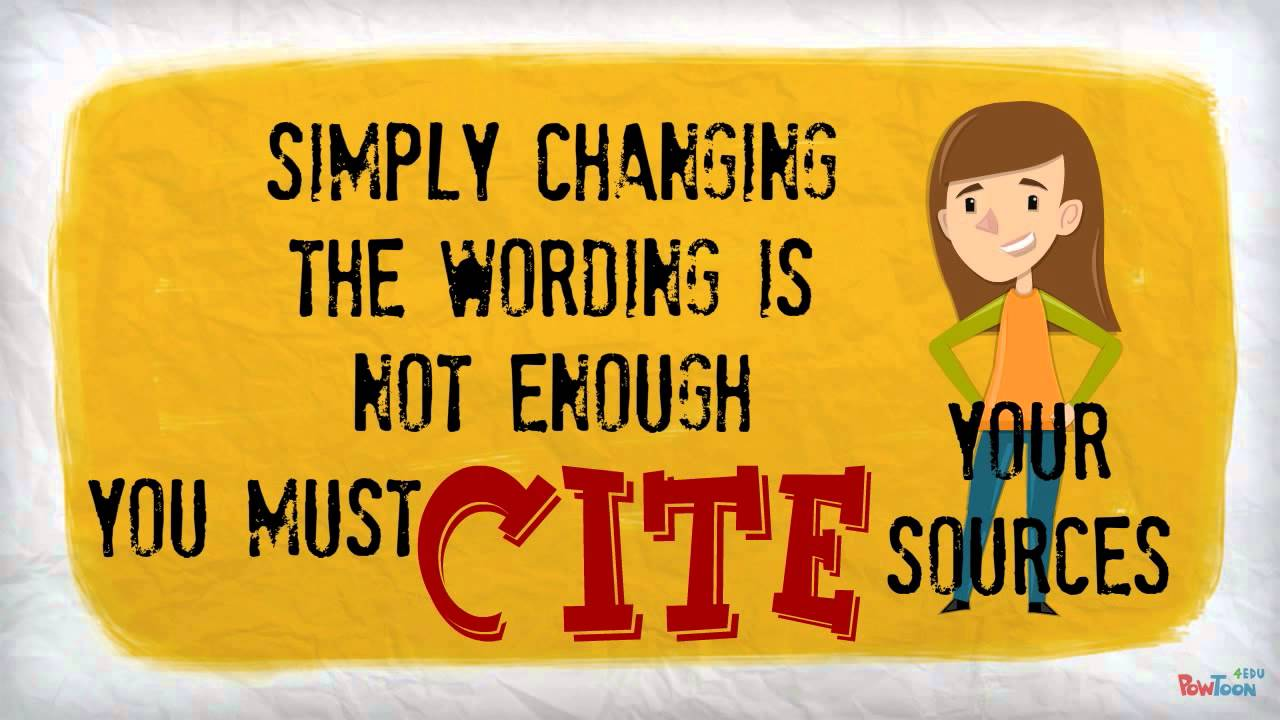 SIMPLY CHANGING
THE WORDING IS
NOT ENOUGH
YOU MUST CITE YOUR
SOURCES
POWTOON 4EDU